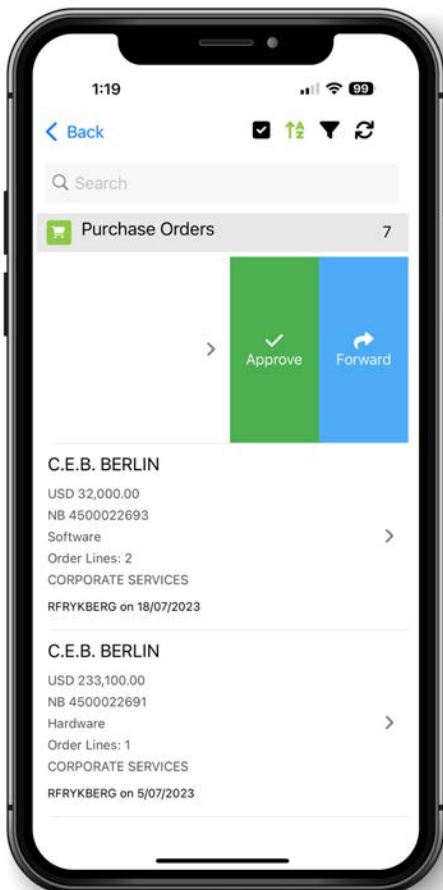 1:19
99
Back
Search
Purchase Orders 7
Approve
Forward
C.E.B. BERLIN
USD 32,000.00
NB 4500022693
Software
Order Lines: 2
CORPORATE SERVICES
RFRYKBERG on 18/07/2023
C.E.B. BERLIN
USD 233,100.00
NB 4500022691
Hardware
Order Lines: 1
CORPORATE SERVICES
RFRYKBERG on 5/07/2023